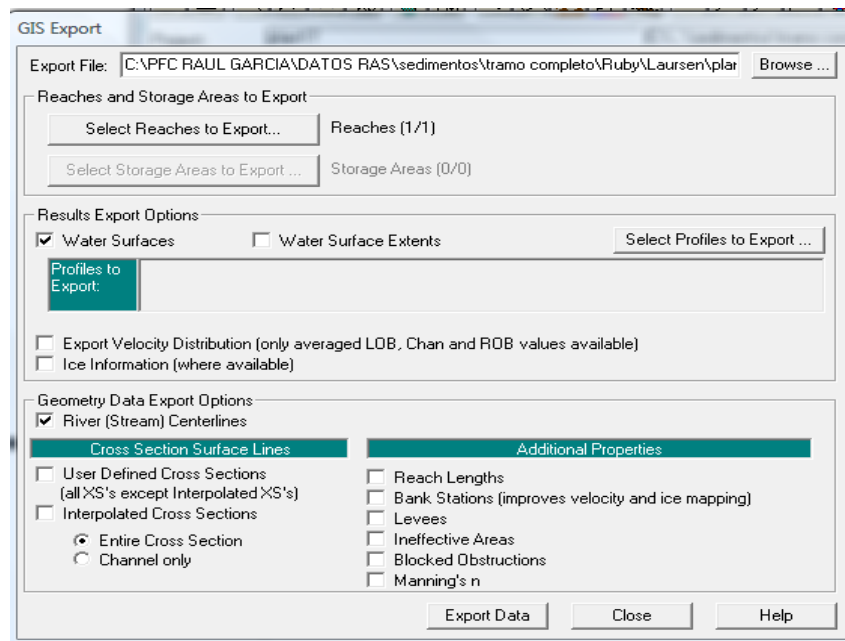 GIS Export
Export File: C:\PFC RAUL GARCIA\DATOS RAS\sedimentos\tramo completo\Ruby\Laursen\plar Browse ...
Reaches and Storage Areas to Export
Select Reaches to Export... Reaches (1/1)
Select Storage Areas to Export ... Storage Areas (0/0)
Results Export Options
Water Surfaces Water Surface Extents Select Profiles to Export ...
Profiles to
Export:
Export Velocity Distribution (only averaged LOB, Chan and ROB values available)
Ice Information (where available)
Geometry Data Export Options
River (Stream) Centerlines
Cross Section Surface Lines
User Defined Cross Sections
(all XS's except Interpolated XS's)
Interpolated Cross Sections
Entire Cross Section
Channel only
Additional Properties
Reach Lengths
Bank Stations (improves velocity and ice mapping)
Levees
Ineffective Areas
Blocked Obstructions
Manning's n
Export Data Close Help